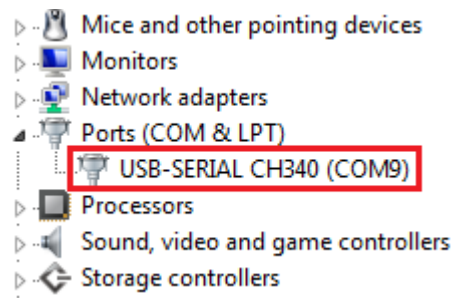 Mice and other pointing devices
Monitors
Network adapters
Ports (COM & LPT)
USB-SERIAL CH340 (COM9)
Processors
Sound, video and game controllers
Storage controllers